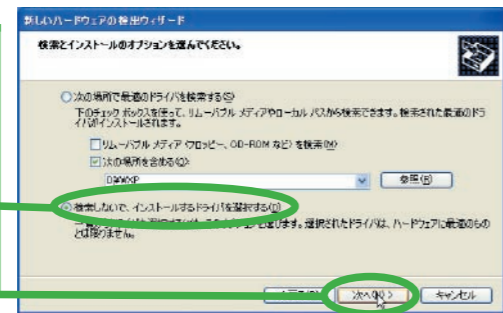 新しいハードウェアの検出ウィザード
検索とインストールのオプションを選んでください。
次の場所で最適のドライバを検索する(S)
下のチェック ボックスを使って、リムーバブル メディアやローカル パスから検索できます。検索された最適のドラ
イバがインストールされます。
リムーバブル メディア (フロッピー、CD-ROM など) を検索(M)
次の場所を含める(O)
D:¥WXP
参照(R)
検索しないで、インストールするドライバを選択する(D)
選択されたドライバは、ハードウェアに最適のもの
とは限りません。
次へ(N) >
キャンセル